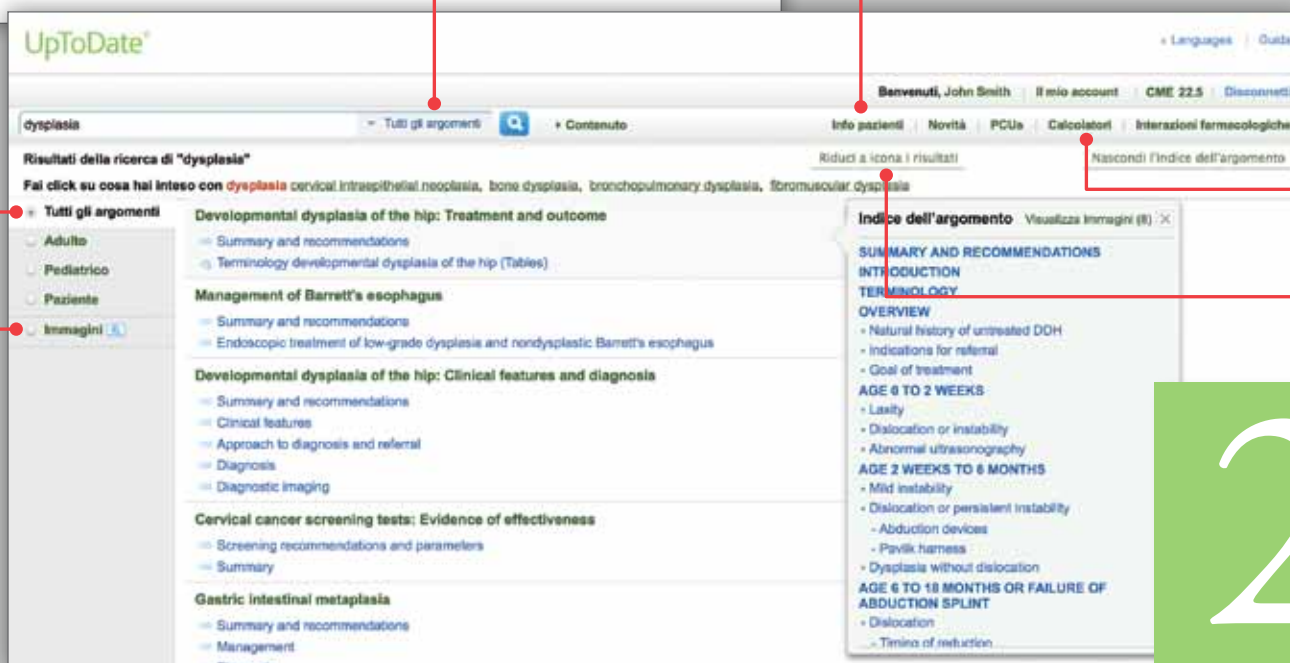 UpToDate®
Languages | Guida
Benvenuti, John Smith | Il mio account | CME 22.5 | Disconnetti
dysplasia Tutti gli argomenti + Contenuto Info pazienti | Novità | PCUs | Calcolatori | Interazioni farmacologiche
Risultati della ricerca di "dysplasia" Riduci a icona i risultati Nascondi l'indice dell'argomento
Fai click su cosa hai inteso con dysplasia cervical intraepithelial neoplasia, bone dysplasia, bronchopulmonary dysplasia, fibromuscular dysplasia
Tutti gli argomenti
Adulto
Pediatrico
Paziente
Immagini
Developmental dysplasia of the hip: Treatment and outcome
Summary and recommendations
Terminology developmental dysplasia of the hip (Tables)
Management of Barrett's esophagus
Summary and recommendations
Endoscopic treatment of low-grade dysplasia and nondysplastic Barrett's esophagus
Developmental dysplasia of the hip: Clinical features and diagnosis
Summary and recommendations
Clinical features
Approach to diagnosis and referral
Diagnosis
Diagnostic imaging
Cervical cancer screening tests: Evidence of effectiveness
Screening recommendations and parameters
Summary
Gastric intestinal metaplasia
Summary and recommendations
Management
Indice dell'argomento Visualizza Immagini (8) ×
SUMMARY AND RECOMMENDATIONS
INTRODUCTION
TERMINOLOGY
OVERVIEW
- Natural history of untreated DDH
- Indications for referral
- Goal of treatment
AGE 0 TO 2 WEEKS
- Laxity
- Dislocation or instability
- Abnormal ultrasonography
AGE 2 WEEKS TO 6 MONTHS
- Mild instability
- Dislocation or persistent instability
- Abduction devices
- Pavlik harness
- Dysplasia without dislocation
AGE 6 TO 18 MONTHS OR FAILURE OF
ABDUCTION SPLINT
- Dislocation
- Timing of reduction
2